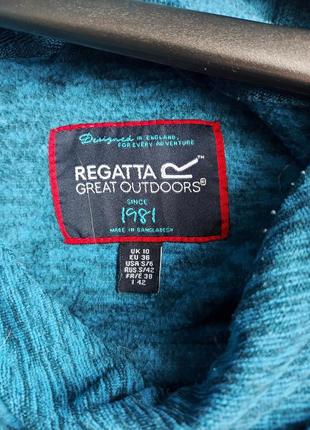 Designed IN ENGLAND,
FOR EVERY ADVENTURE
REGATTA
GREAT OUTDOORS®
SINCE
1981
MADE IN BANGLADESH
UK 10
EU 36
USA S/6
RUS S/42
FR/E 38
I 42